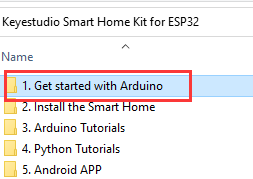 Keyestudio Smart Home Kit for ESP32
Name
1. Get started with Arduino
2. Install the Smart Home
3. Arduino Tutorials
4. Python Tutorials
5. Android APP